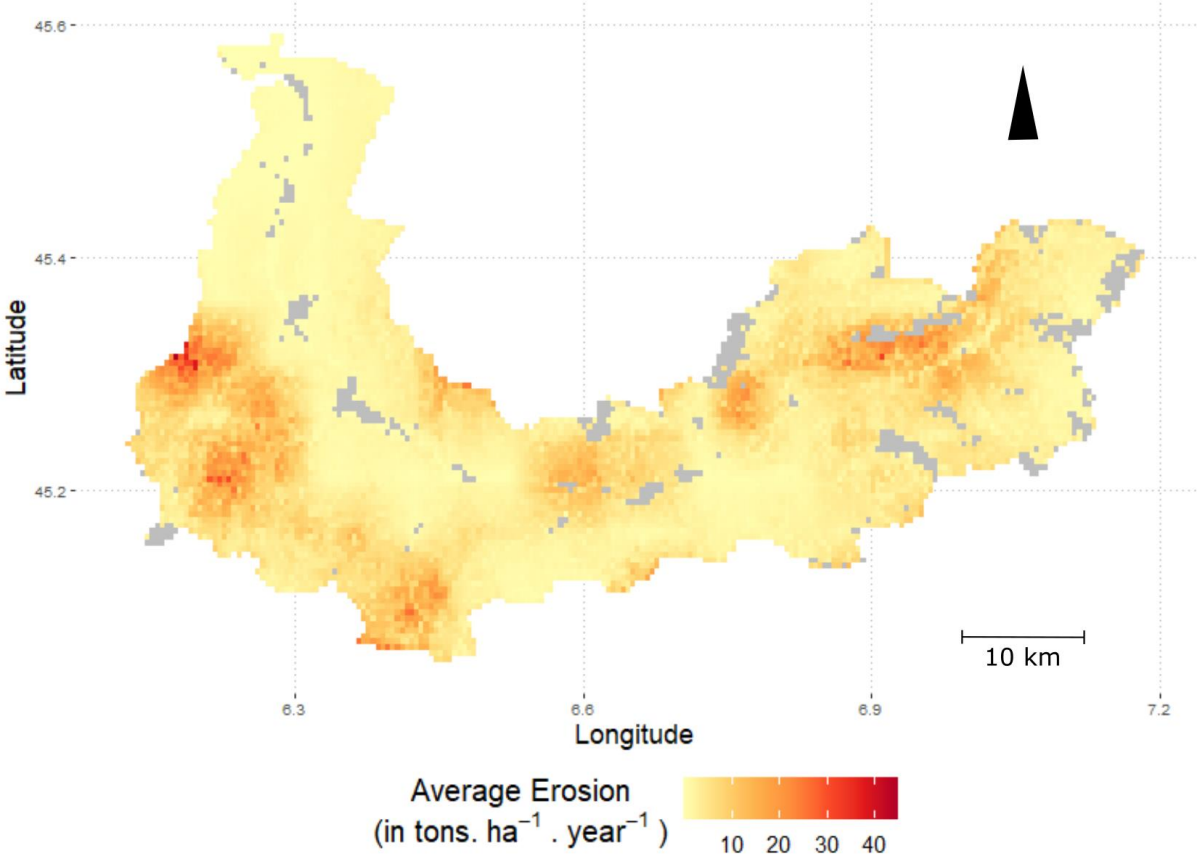 45.6
45.4
45.2
Latitude
10 km
6.3 6.6 6.9 7.2
Longitude
Average Erosion
(in tons. ha⁻¹ . year⁻¹ )
10 20 30 40